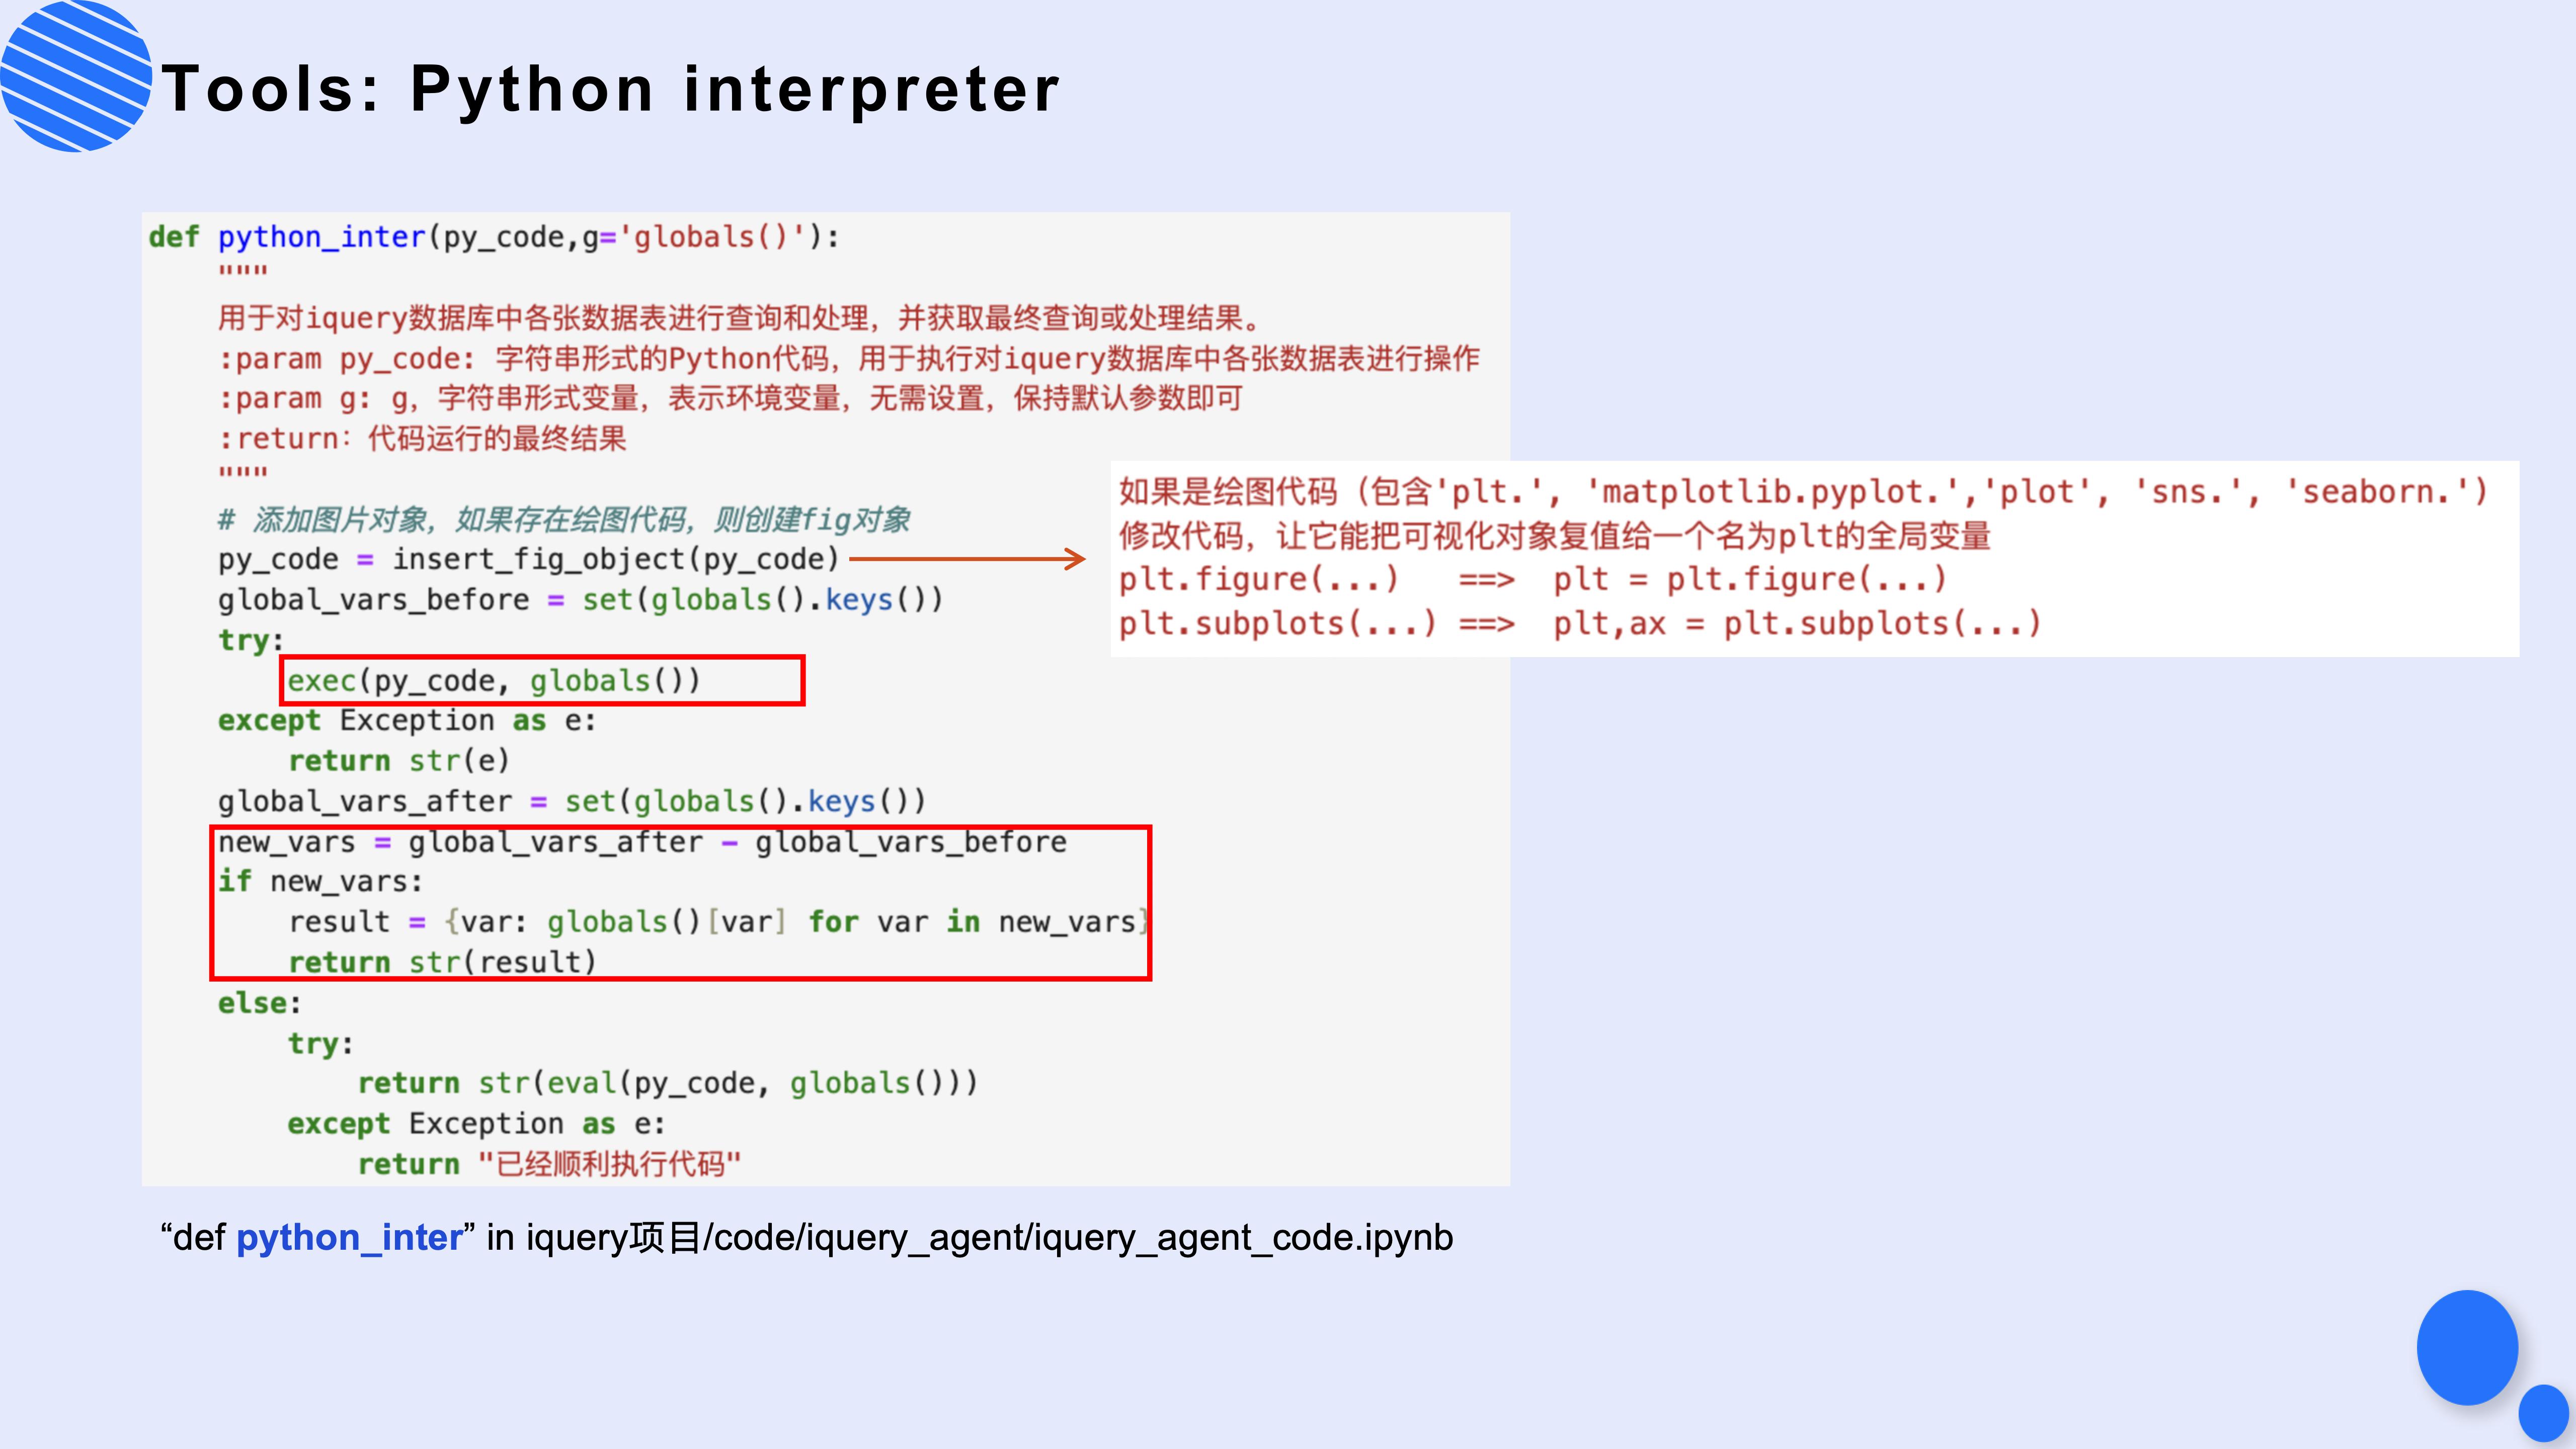 Tools: Python interpreter
def python_inter(py_code,g='globals()'):
"""
用于对iquery数据库中各张数据表进行查询和处理，并获取最终查询或处理结果。
:param py_code: 字符串形式的Python代码，用于执行对iquery数据库中各张数据表进行操作
:param g: g，字符串形式变量，表示环境变量，无需设置，保持默认参数即可
:return：代码运行的最终结果
"""
# 添加图片对象，如果存在绘图代码，则创建fig对象
py_code = insert_fig_object(py_code)
global_vars_before = set(globals().keys())
try:
exec(py_code, globals())
except Exception as e:
return str(e)
global_vars_after = set(globals().keys())
new_vars = global_vars_after - global_vars_before
if new_vars:
result = {var: globals()[var] for var in new_vars}
return str(result)
else:
try:
return str(eval(py_code, globals()))
except Exception as e:
return "已经顺利执行代码"
如果是绘图代码（包含'plt.', 'matplotlib.pyplot.','plot', 'sns.', 'seaborn.')
修改代码，让它能把可视化对象复值给一个名为plt的全局变量
plt.figure(...) ==> plt = plt.figure(...)
plt.subplots(...) ==> plt,ax = plt.subplots(...)
“def python_inter” in iquery项目/code/iquery_agent/iquery_agent_code.ipynb